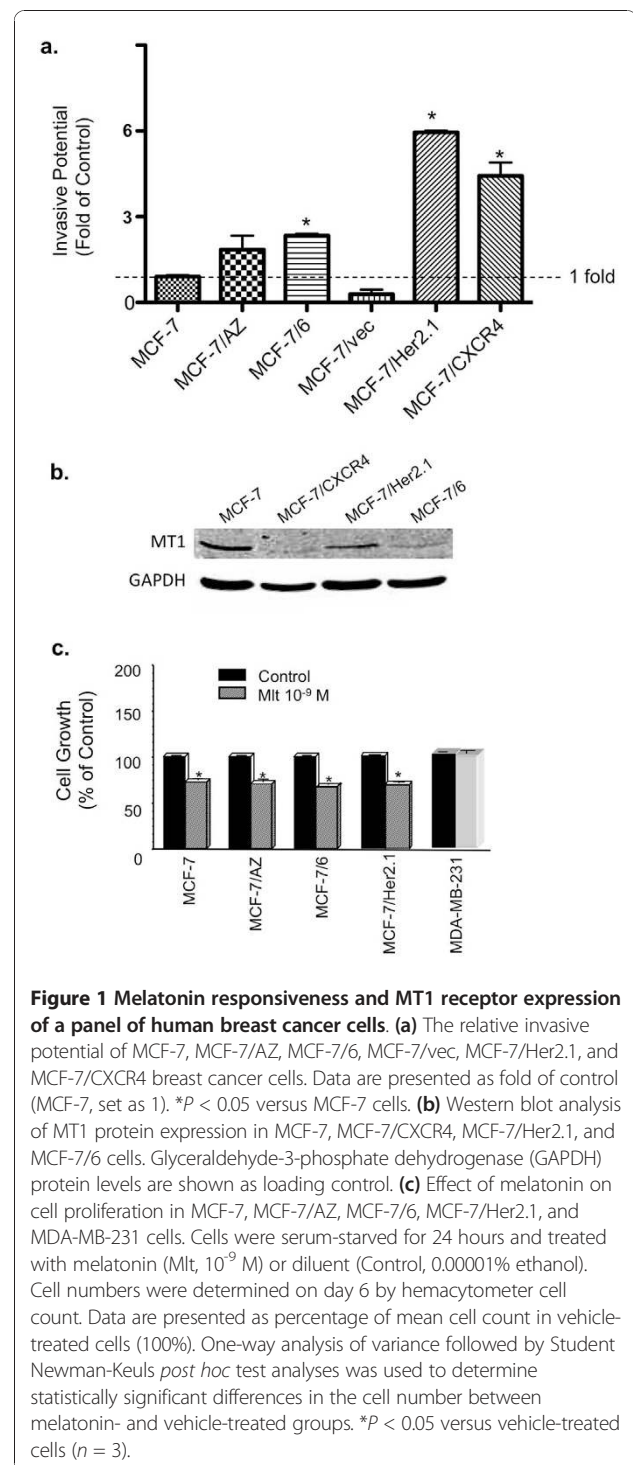 a.
Invasive Potential
(Fold of Control)
6
3
0
*
*
*
1 fold
MCF-7
MCF-7/AZ
MCF-7/6
MCF-7/vec
MCF-7/Her2.1
MCF-7/CXCR4
b.
MCF-7
MCF-7/CXCR4
MCF-7/Her2.1
MCF-7/6
MT1
GAPDH
c.
Cell Growth
(% of Control)
200
150
100
50
0
Control
Mlt 10⁻⁹ M
*
*
*
*
MCF-7
MCF-7/AZ
MCF-7/6
MCF-7/Her2.1
MDA-MB-231
Figure 1 Melatonin responsiveness and MT1 receptor expression
of a panel of human breast cancer cells. (a) The relative invasive
potential of MCF-7, MCF-7/AZ, MCF-7/6, MCF-7/vec, MCF-7/Her2.1, and
MCF-7/CXCR4 breast cancer cells. Data are presented as fold of control
(MCF-7, set as 1). *P < 0.05 versus MCF-7 cells. (b) Western blot analysis
of MT1 protein expression in MCF-7, MCF-7/CXCR4, MCF-7/Her2.1, and
MCF-7/6 cells. Glyceraldehyde-3-phosphate dehydrogenase (GAPDH)
protein levels are shown as loading control. (c) Effect of melatonin on
cell proliferation in MCF-7, MCF-7/AZ, MCF-7/6, MCF-7/Her2.1, and
MDA-MB-231 cells. Cells were serum-starved for 24 hours and treated
with melatonin (Mlt, 10⁻⁹ M) or diluent (Control, 0.00001% ethanol).
Cell numbers were determined on day 6 by hemacytometer cell
count. Data are presented as percentage of mean cell count in vehicle-
treated cells (100%). One-way analysis of variance followed by Student
Newman-Keuls post hoc test analyses was used to determine
statistically significant differences in the cell number between
melatonin- and vehicle-treated groups. *P < 0.05 versus vehicle-treated
cells (n = 3).